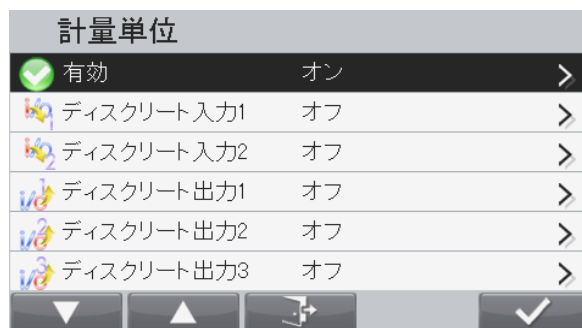 計量単位
有効 オン
ディスクリート入力1 オフ
ディスクリート入力2 オフ
ディスクリート出力1 オフ
ディスクリート出力2 オフ
ディスクリート出力3 オフ